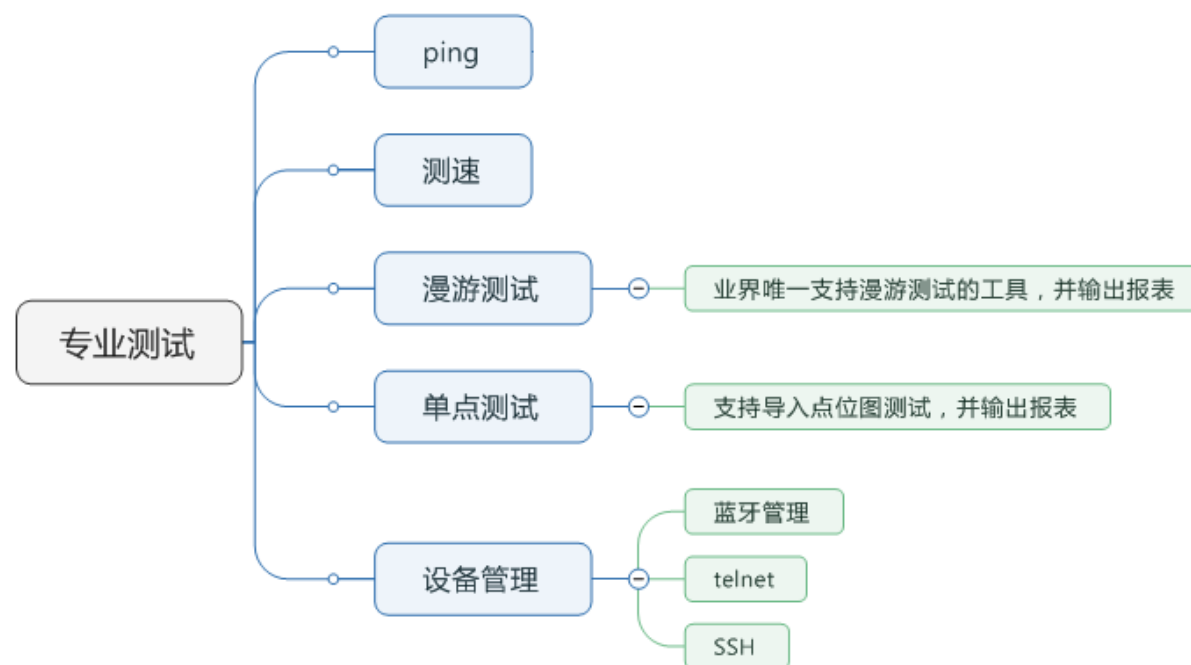 ping
测速
漫游测试
业界唯一支持漫游测试的工具，并输出报表
专业测试
单点测试
支持导入点位图测试，并输出报表
蓝牙管理
设备管理
telnet
SSH